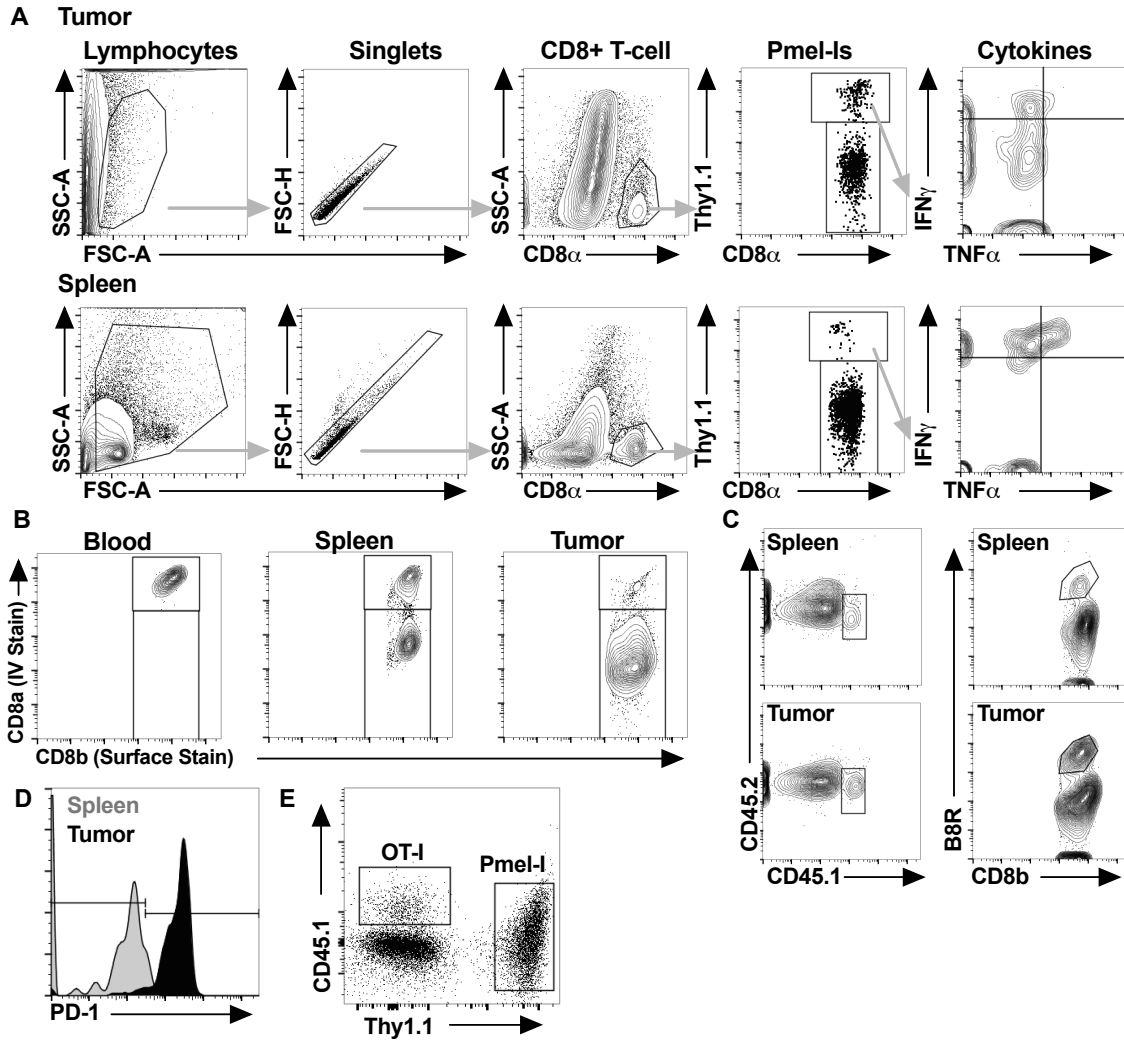 A Tumor
Lymphocytes Singlets CD8+ T-cell Pmel-Is Cytokines
SSC-A FSC-H SSC-A Thy1.1 IFNγ
FSC-A CD8α CD8α TNFα
Spleen
SSC-A FSC-H SSC-A Thy1.1 IFNγ
FSC-A CD8α CD8α TNFα
B
Blood Spleen Tumor
CD8a (IV Stain)
CD8b (Surface Stain)
C
Spleen Spleen
Tumor Tumor
CD45.2 B8R
CD45.1 CD8b
D
Spleen
Tumor
PD-1
E
OT-I Pmel-I
CD45.1
Thy1.1